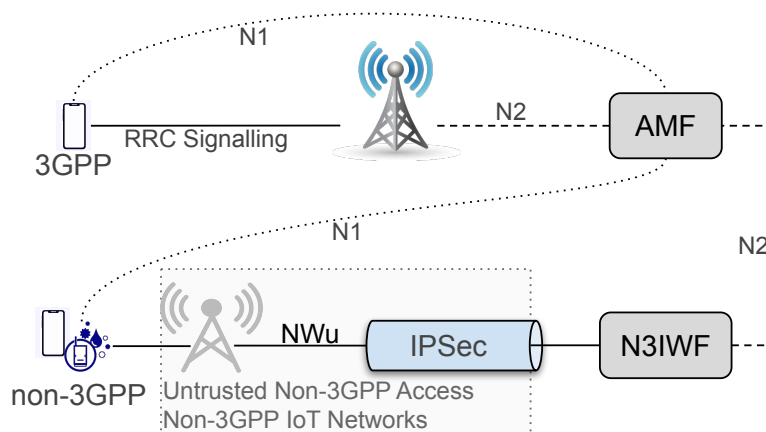 N1
N2
AMF
RRC Signalling
3GPP
N1
N2
NWu
IPSec
N3IWF
non-3GPP
Untrusted Non-3GPP Access
Non-3GPP IoT Networks